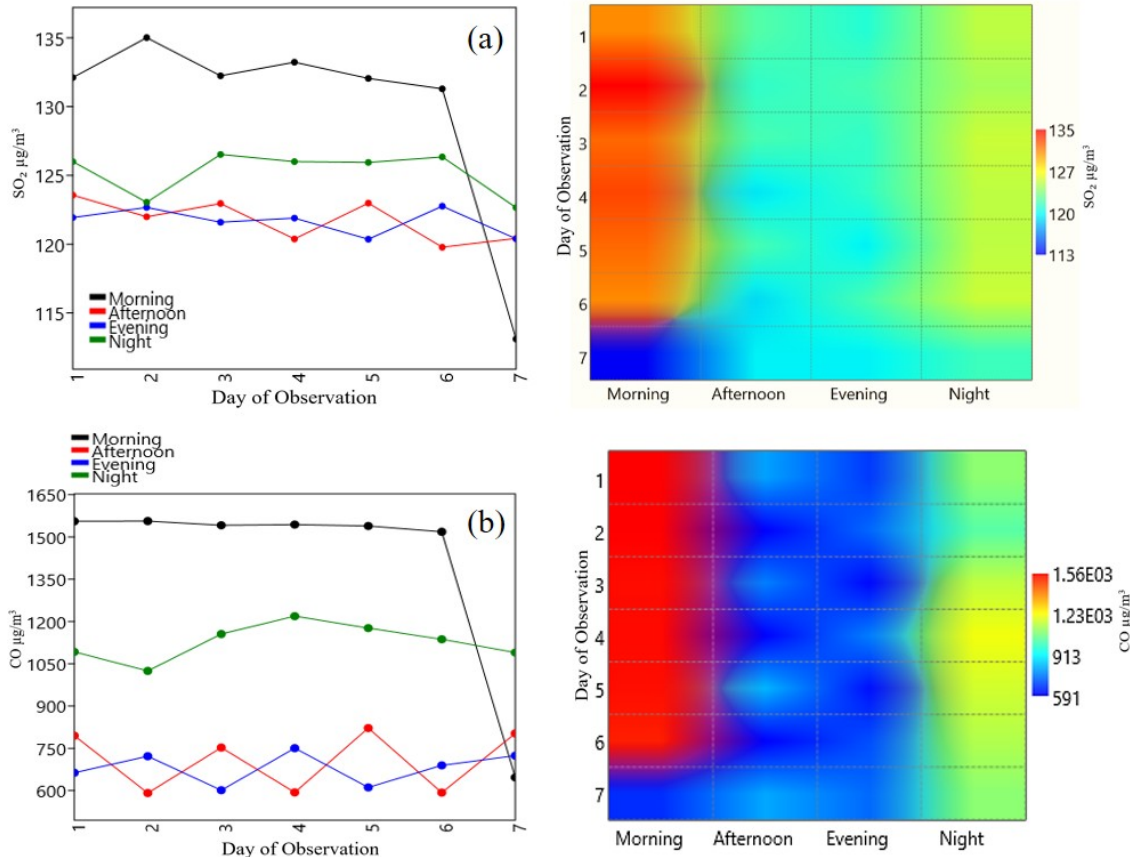 (a)
135
130
125
120
115
SO₂ µg/m³
Morning
Afternoon
Evening
Night
1 2 3 4 5 6 7
Day of Observation
1
2
3
4
5
6
7
Day of Observation
Morning Afternoon Evening Night
135
127
120
113
SO₂ µg/m³
Morning
Afternoon
Evening
Night
(b)
1650
1500
1350
1200
1050
900
750
600
CO µg/m³
1 2 3 4 5 6 7
Day of Observation
1
2
3
4
5
6
7
Day of Observation
Morning Afternoon Evening Night
1.56E03
1.23E03
913
591
CO µg/m³